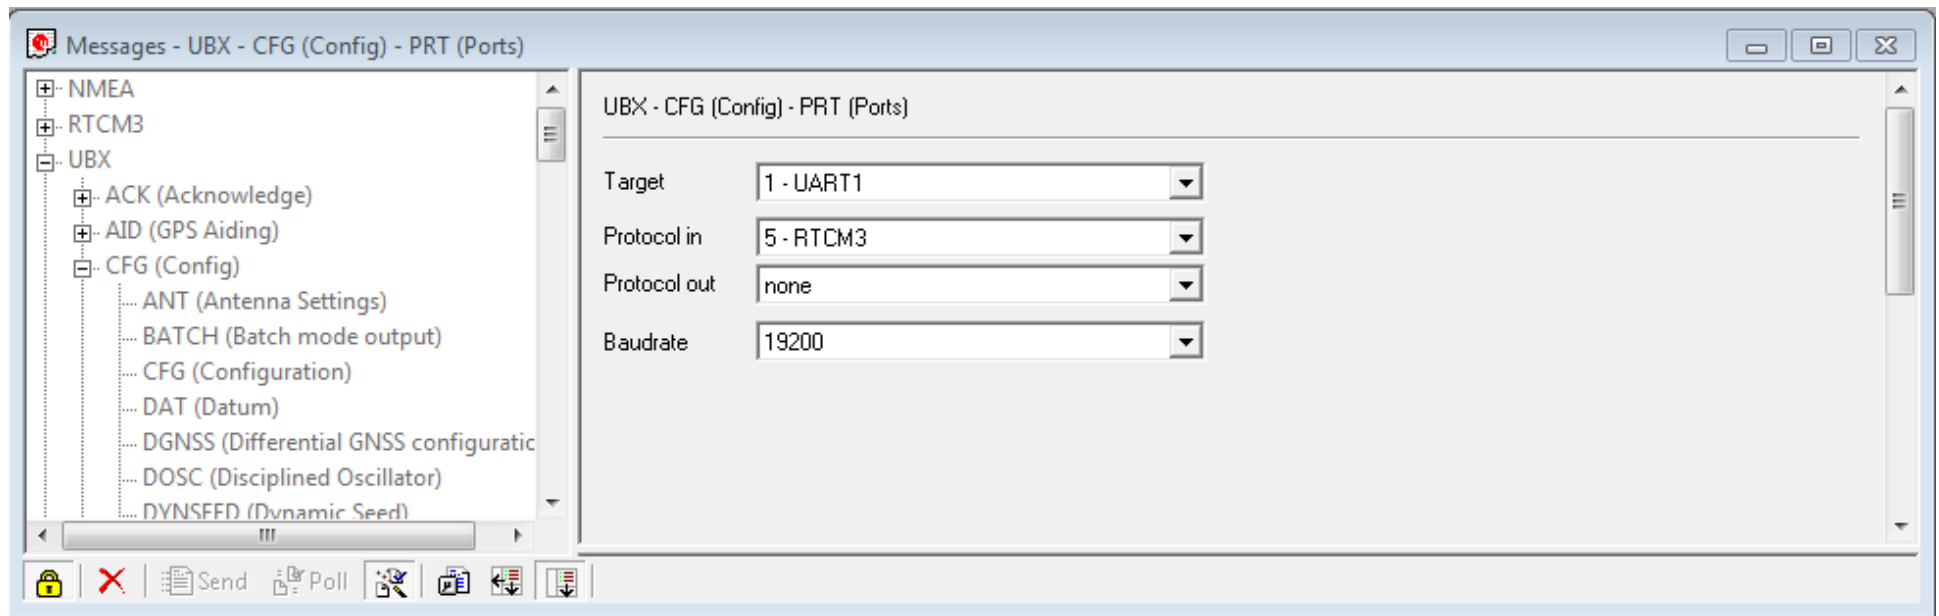 Messages - UBX - CFG (Config) - PRT (Ports)
NMEA
RTCM3
UBX
ACK (Acknowledge)
AID (GPS Aiding)
CFG (Config)
ANT (Antenna Settings)
BATCH (Batch mode output)
CFG (Configuration)
DAT (Datum)
DGNSS (Differential GNSS configuratic
DOSC (Disciplined Oscillator)
DYNSEED (Dynamic Seed)
UBX - CFG (Config) - PRT (Ports)
Target 1 - UART1
Protocol in 5 - RTCM3
Protocol out none
Baudrate 19200
Send Poll